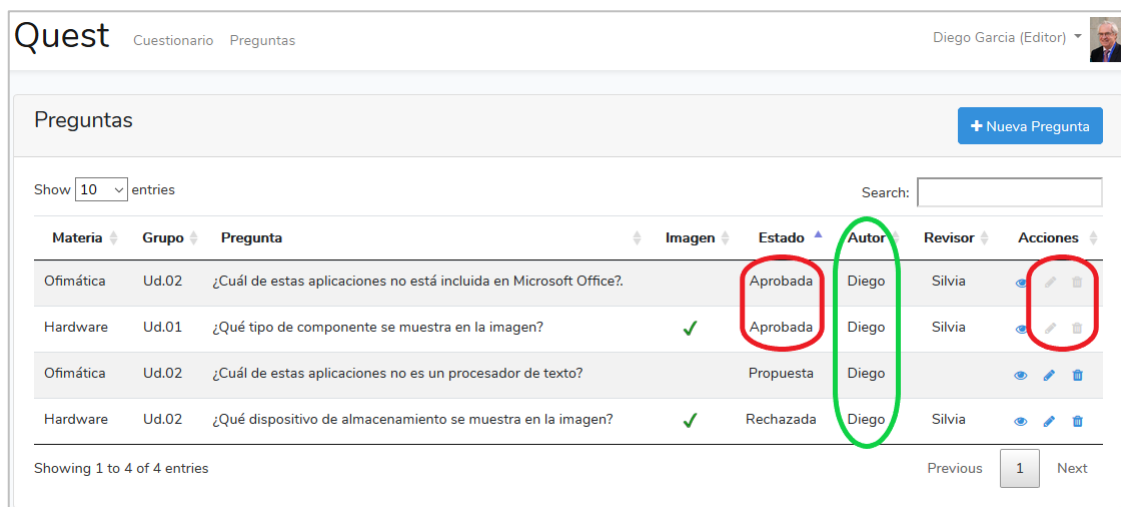 Quest Cuestionario Preguntas Diego Garcia (Editor)
Preguntas + Nueva Pregunta
Show 10 entries Search:
Materia Grupo Pregunta Imagen Estado Autor Revisor Acciones
Ofimática Ud.02 ¿Cuál de estas aplicaciones no está incluida en Microsoft Office?. Aprobada Diego Silvia
Hardware Ud.01 ¿Qué tipo de componente se muestra en la imagen? Aprobada Diego Silvia
Ofimática Ud.02 ¿Cuál de estas aplicaciones no es un procesador de texto? Propuesta Diego
Hardware Ud.02 ¿Qué dispositivo de almacenamiento se muestra en la imagen? Rechazada Diego Silvia
Showing 1 to 4 of 4 entries Previous 1 Next